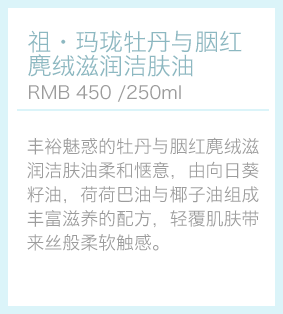 祖·玛珑牡丹与胭红
麂绒滋润洁肤油
RMB 450 /250ml
丰裕魅惑的牡丹与胭红麂绒滋
润洁肤油柔和惬意，由向日葵
籽油，荷荷巴油与椰子油组成
丰富滋养的配方，轻覆肌肤带
来丝般柔软触感。